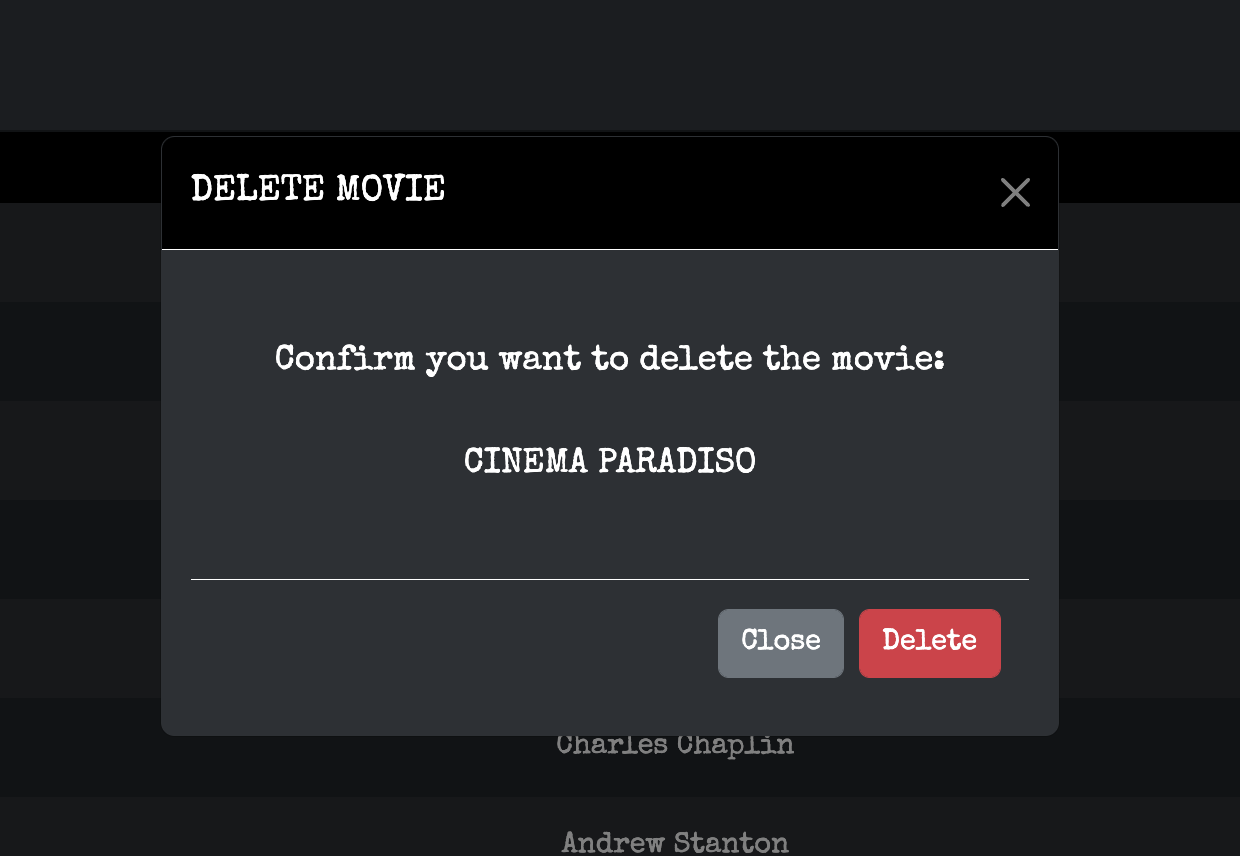 DELETE MOVIE
Confirm you want to delete the movie:
CINEMA PARADISO
Close Delete
Charles Chaplin
Andrew Stanton